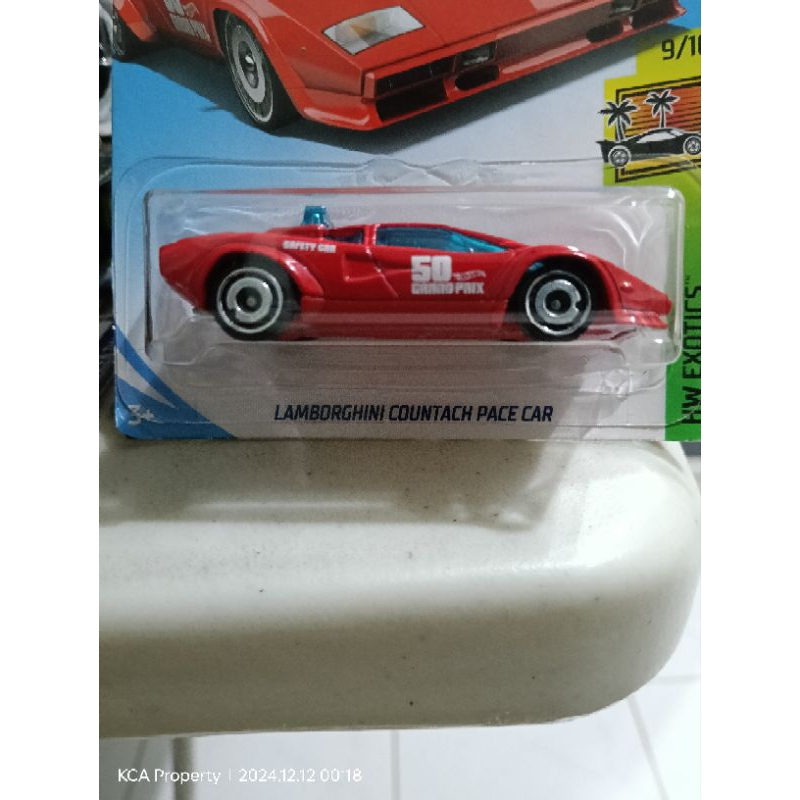 9/10
SAFETY CAR
50
GRAND PRIX
HW EXOTICS™
3+
LAMBORGHINI COUNTACH PACE CAR
KCA Property | 2024.12.12 00:18